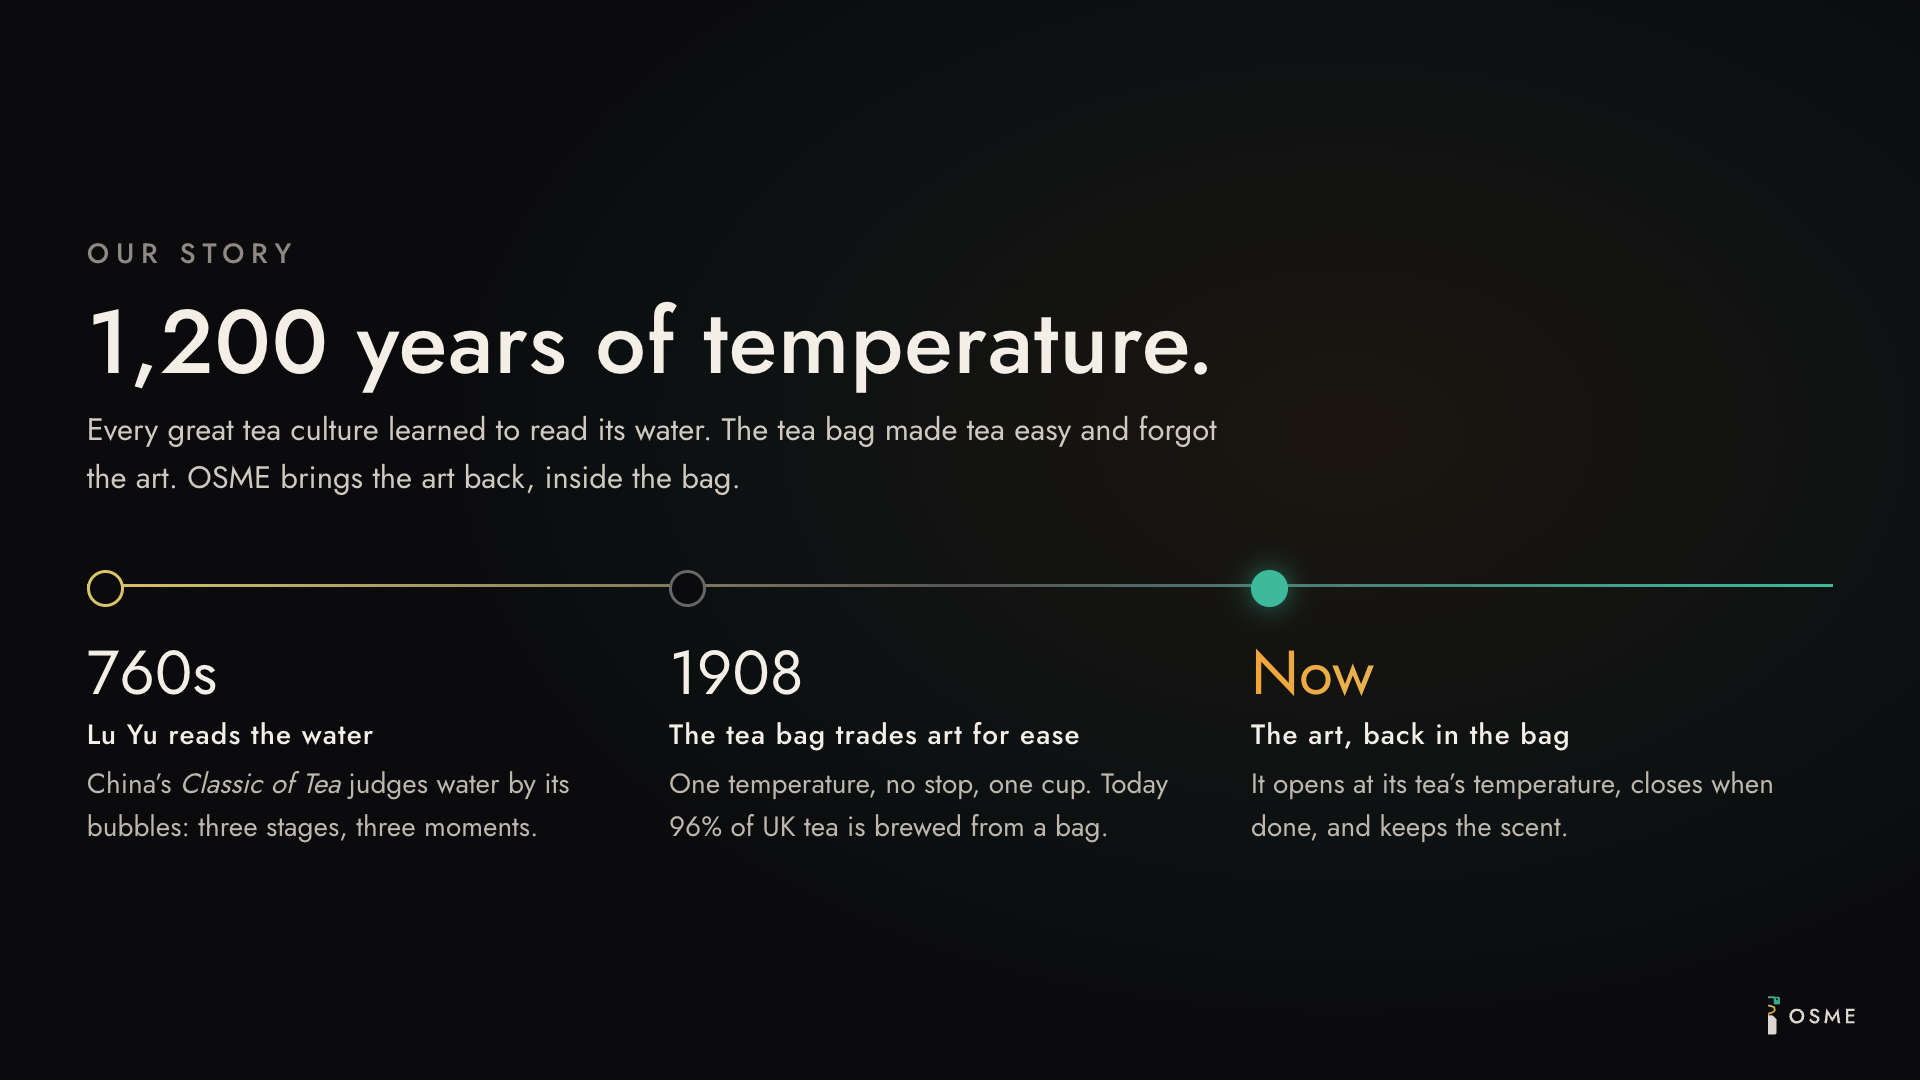 OUR STORY
1,200 years of temperature.
Every great tea culture learned to read its water. The tea bag made tea easy and forgot
the art. OSME brings the art back, inside the bag.
760s
Lu Yu reads the water
China’s Classic of Tea judges water by its
bubbles: three stages, three moments.
1908
The tea bag trades art for ease
One temperature, no stop, one cup. Today
96% of UK tea is brewed from a bag.
Now
The art, back in the bag
It opens at its tea’s temperature, closes when
done, and keeps the scent.
OSME